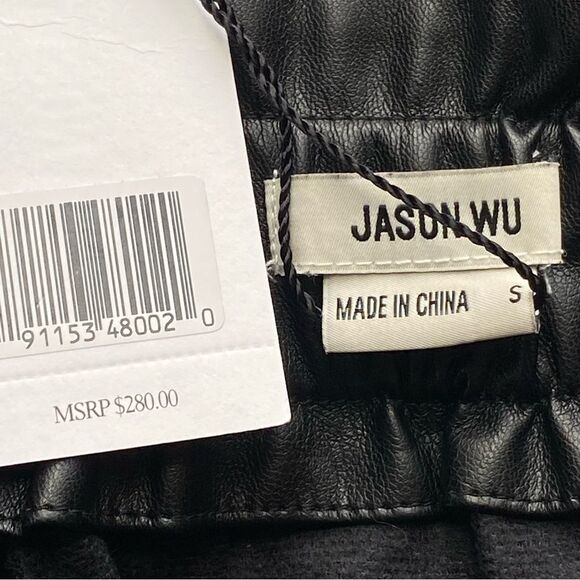 JASON WU
MADE IN CHINA S
91153 48002 0
MSRP $280.00